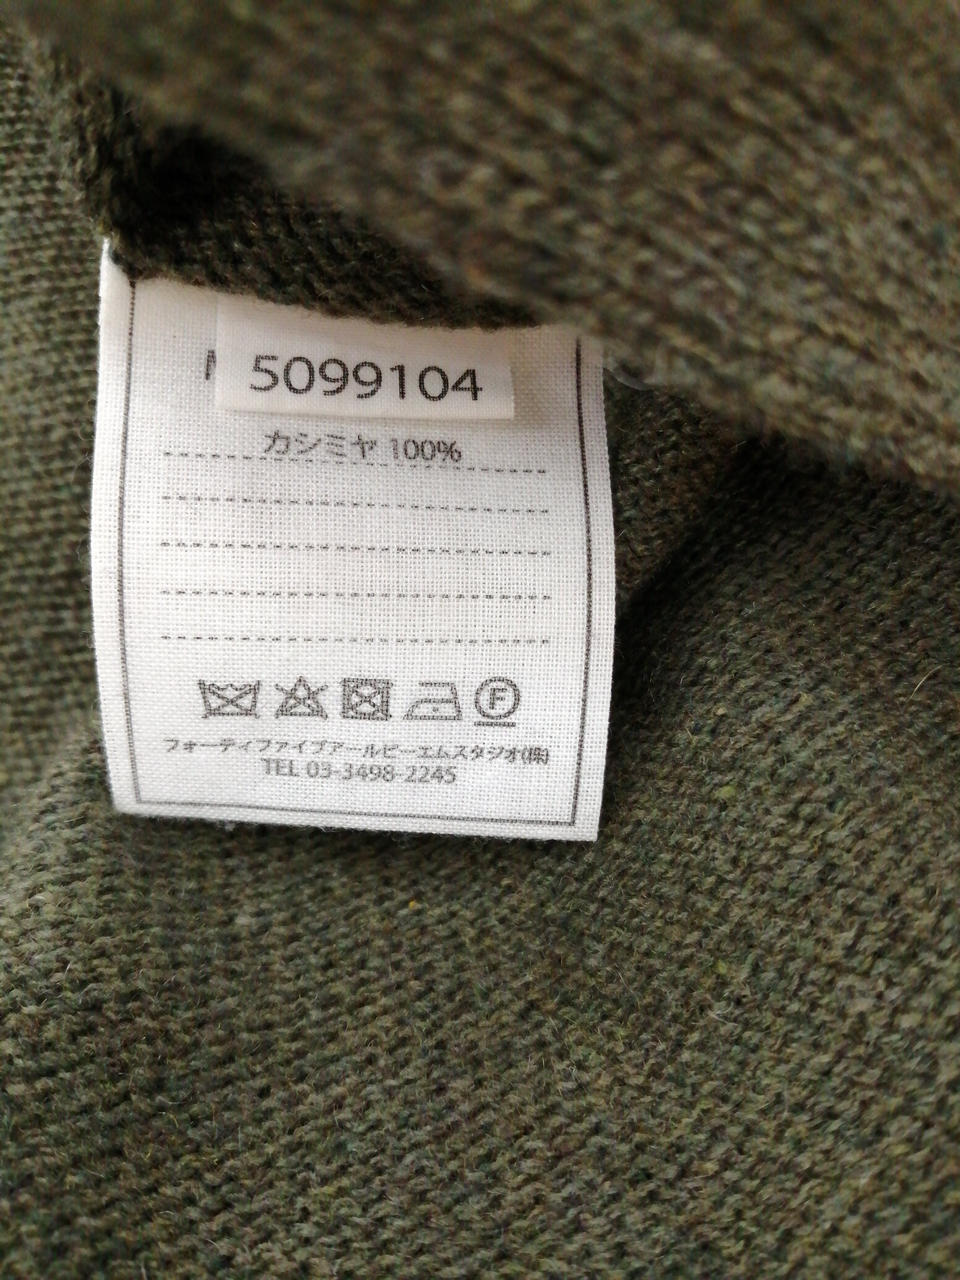 5099104
カシミヤ 100%
F
フォーティファイブアールピーエムスタジオ(株)
TEL 03-3498-2245